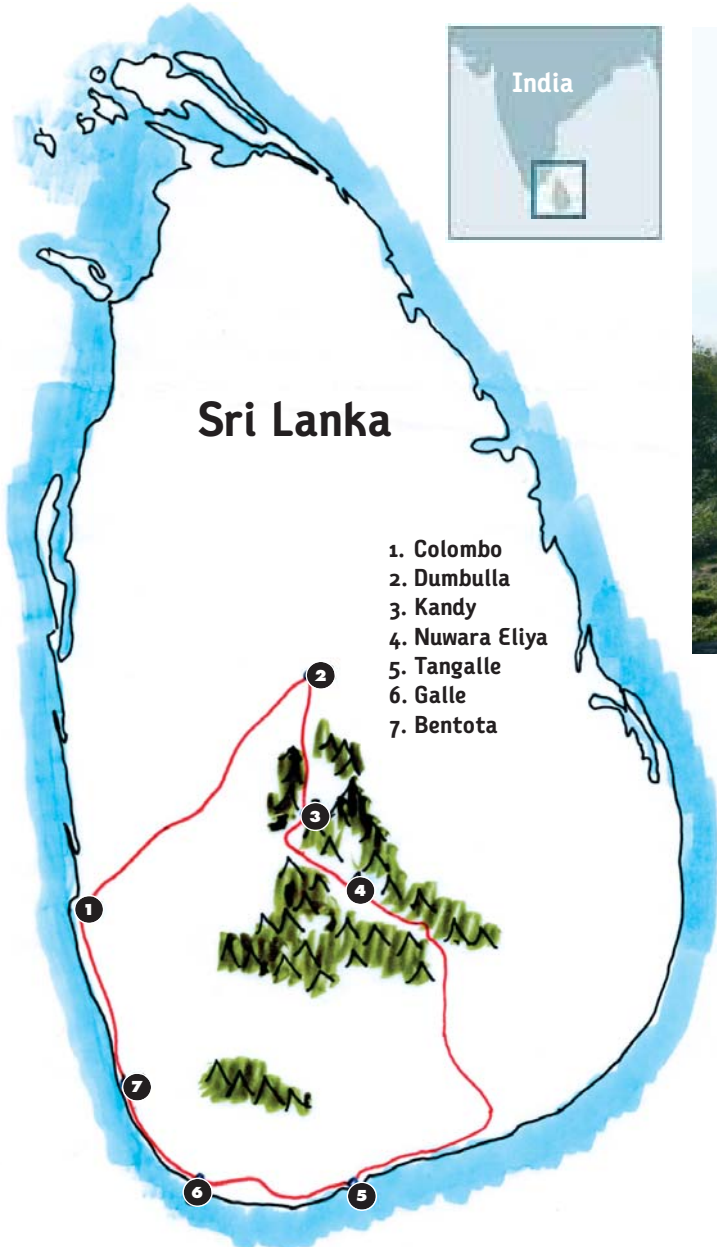 India
Sri Lanka
1. Colombo
2. Dumbulla
3. Kandy
4. Nuwara Eliya
5. Tangalle
6. Galle
7. Bentota
2
3
4
1
7
6
5